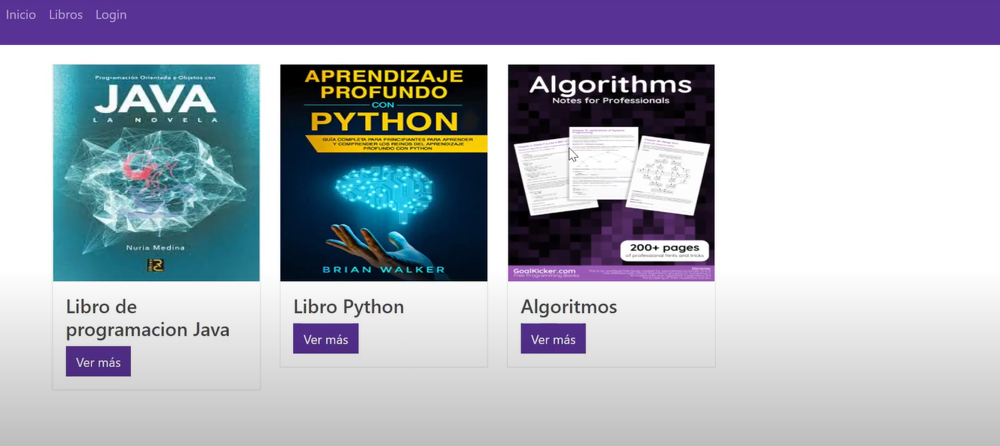 Inicio Libros Login
Programación Orientada a Objetos con
JAVA
LA NOVELA
Nuria Medina
Libro de
programacion Java
Ver más
APRENDIZAJE
PROFUNDO
CON
PYTHON
GUÍA COMPLETA PARA PRINCIPIANTES PARA APRENDER
Y COMPRENDER LOS REINOS DEL APRENDIZAJE
PROFUNDO CON PYTHON
BRIAN WALKER
Libro Python
Ver más
Algorithms
Notes for Professionals
200+ pages
of professional hints and tricks
GoalKicker.com
Free Programming Books
Disclaimer
Algoritmos
Ver más